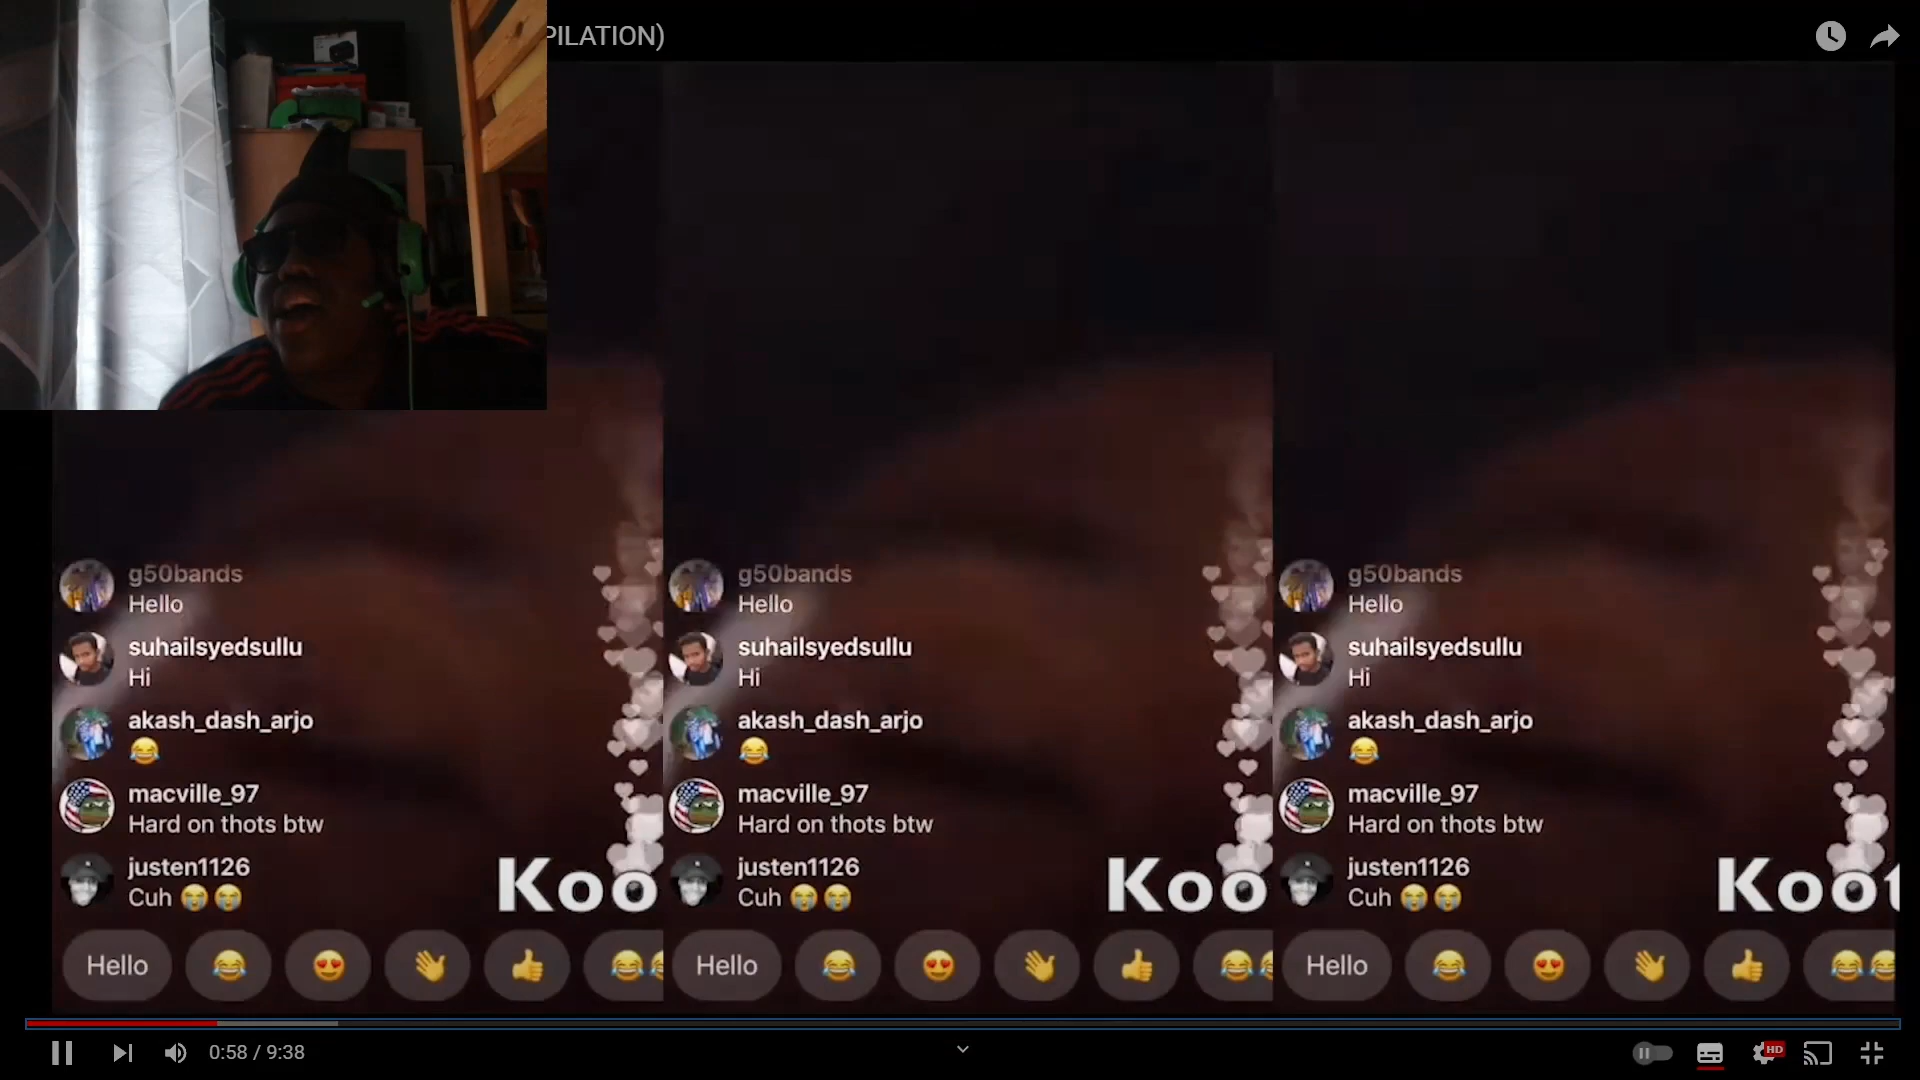 PILATION)
g50bands
Hello
suhailsyedsullu
Hi
akash_dash_arjo
😂
macville_97
Hard on thots btw
justen1126
Cuh 😭😭
Koo
Hello 😂 😍 👋 👍 😂
g50bands
Hello
suhailsyedsullu
Hi
akash_dash_arjo
😂
macville_97
Hard on thots btw
justen1126
Cuh 😭😭
Koo
Hello 😂 😍 👋 👍 😂
g50bands
Hello
suhailsyedsullu
Hi
akash_dash_arjo
😂
macville_97
Hard on thots btw
justen1126
Cuh 😭😭
Koot
Hello 😂 😍 👋 👍 😂😂
0:58 / 9:38
HD